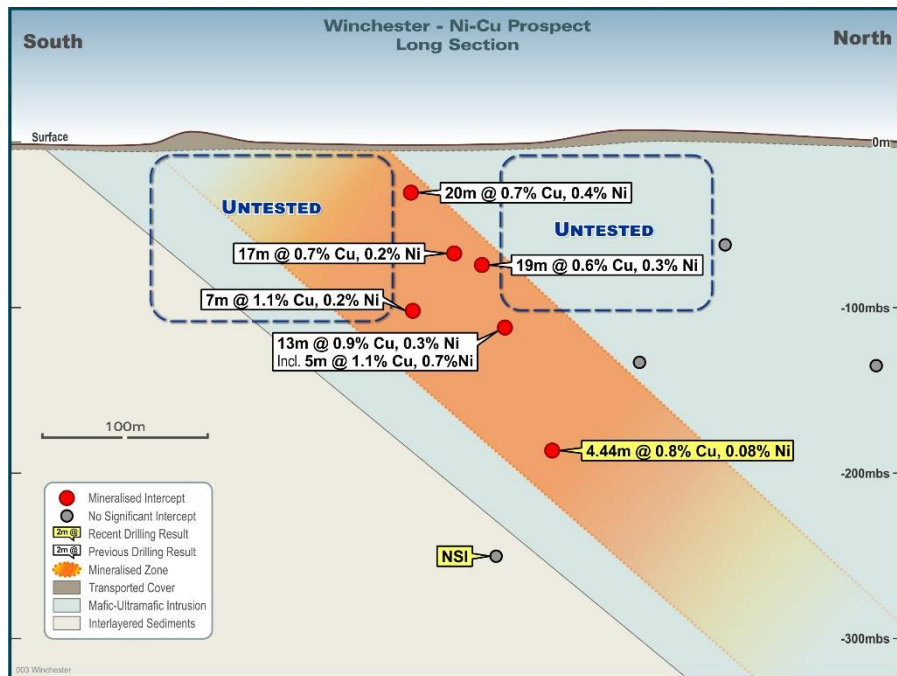 Winchester - Ni-Cu Prospect
Long Section
South
North
Surface
0m
UNTESTED
UNTESTED
20m @ 0.7% Cu, 0.4% Ni
17m @ 0.7% Cu, 0.2% Ni
19m @ 0.6% Cu, 0.3% Ni
7m @ 1.1% Cu, 0.2% Ni
-100mbs
13m @ 0.9% Cu, 0.3% Ni
Incl. 5m @ 1.1% Cu, 0.7%Ni
100m
4.44m @ 0.8% Cu, 0.08% Ni
-200mbs
NSI
Mineralised Intercept
No Significant Intercept
2m @ Recent Drilling Result
2m @ Previous Drilling Result
Mineralised Zone
Transported Cover
Mafic-Ultramafic Intrusion
Interlayered Sediments
-300mbs
003 Winchester